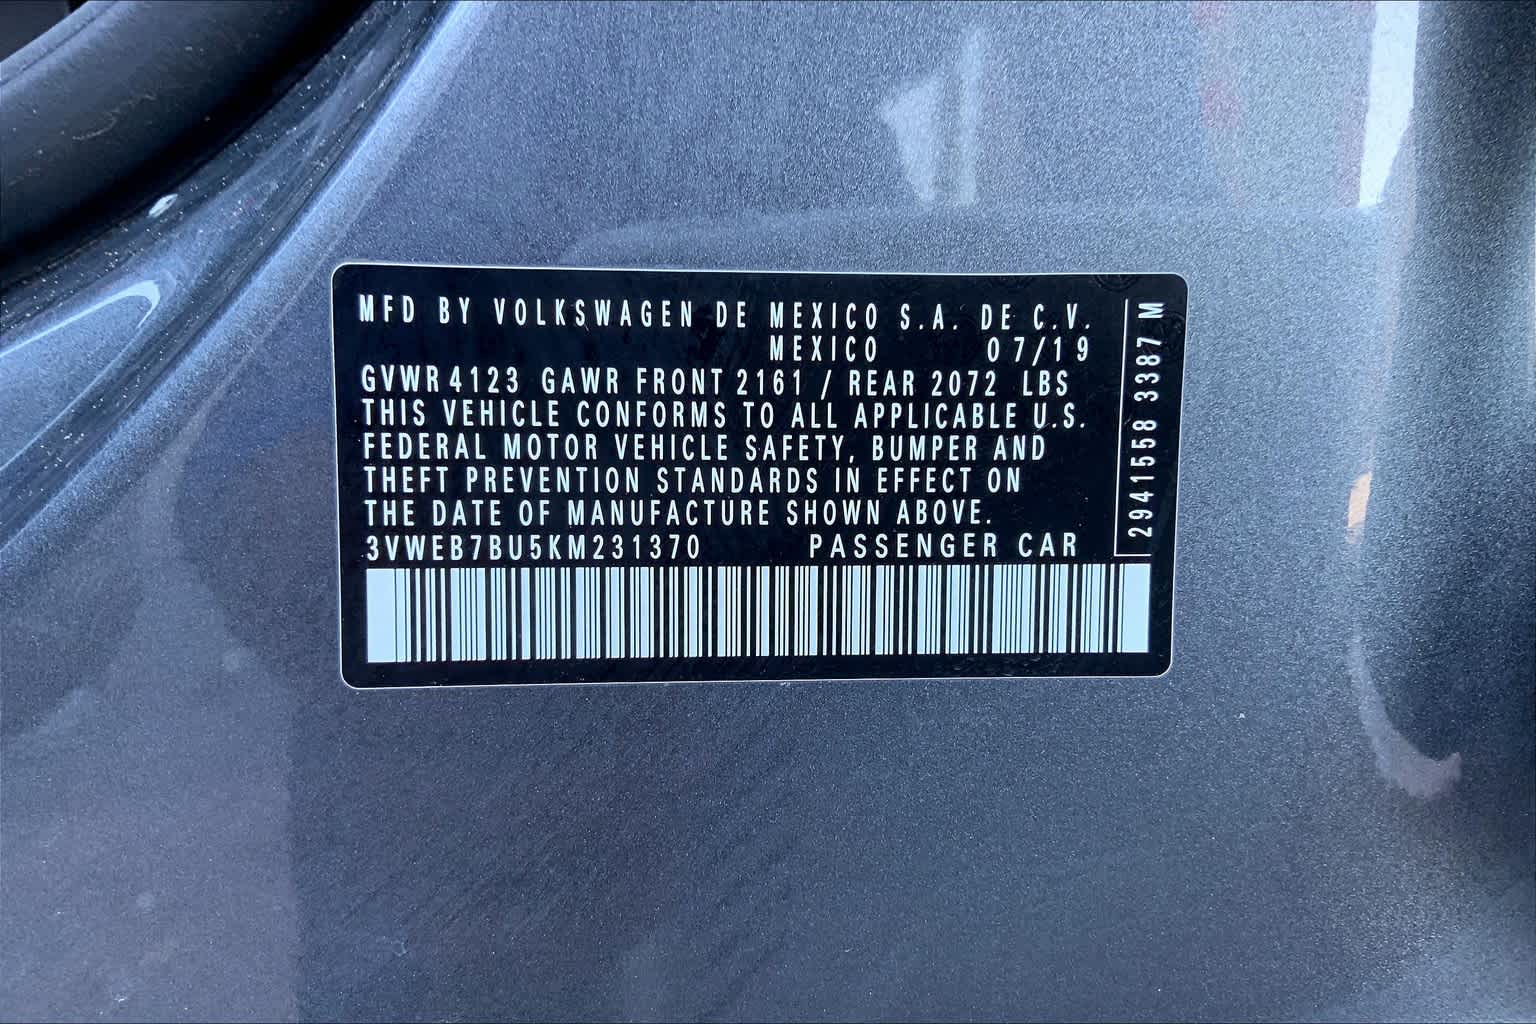 MFD BY VOLKSWAGEN DE MEXICO S.A. DE C.V.
MEXICO 07/19
GVWR 4123 GAWR FRONT 2161 / REAR 2072 LBS
THIS VEHICLE CONFORMS TO ALL APPLICABLE U.S.
FEDERAL MOTOR VEHICLE SAFETY, BUMPER AND
THEFT PREVENTION STANDARDS IN EFFECT ON
THE DATE OF MANUFACTURE SHOWN ABOVE.
3VWEB7BU5KM231370 PASSENGER CAR
2941558 3387 M